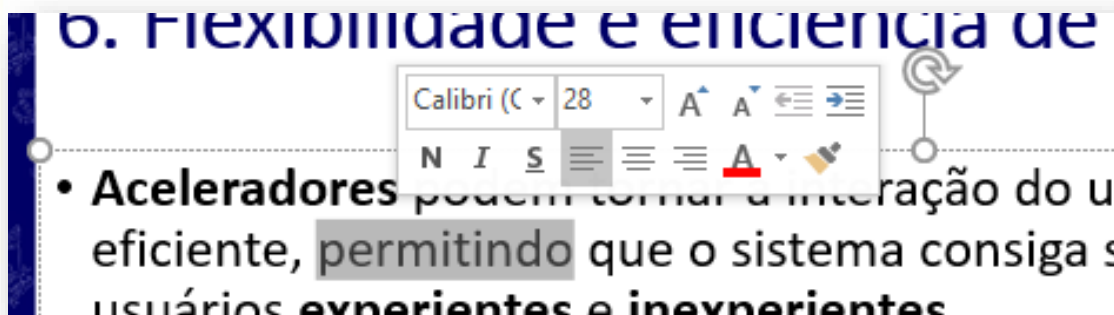 6. Flexibilidade e eficiência de
Calibri (C 28 A A
N I S A
• Aceleradores podem tornar a interação do u
eficiente, permitindo que o sistema consiga s
usuários experientes e inexperientes